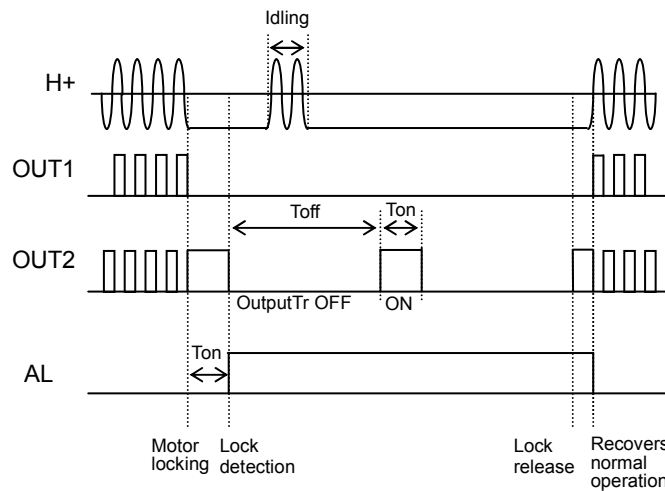 Idling
H+
OUT1
Toff
Ton
OUT2
OutputTr OFF
ON
Ton
AL
Motor
locking
Lock
detection
Lock
release
Recovers
normal
operation